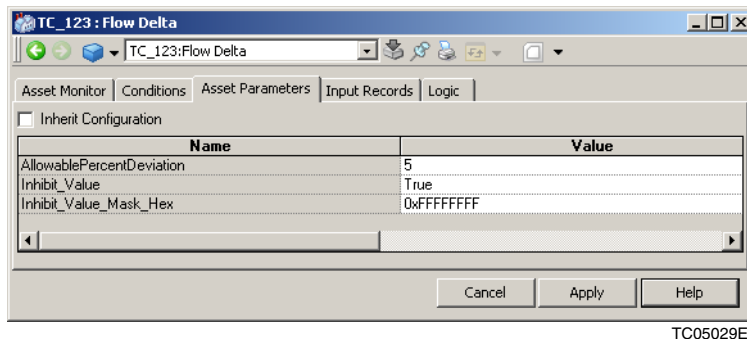 TC_123 : Flow Delta
TC_123:Flow Delta
Asset Monitor Conditions Asset Parameters Input Records Logic
Inherit Configuration
Name Value
AllowablePercentDeviation 5
Inhibit_Value True
Inhibit_Value_Mask_Hex 0xFFFFFFFF
Cancel Apply Help
TC05029E